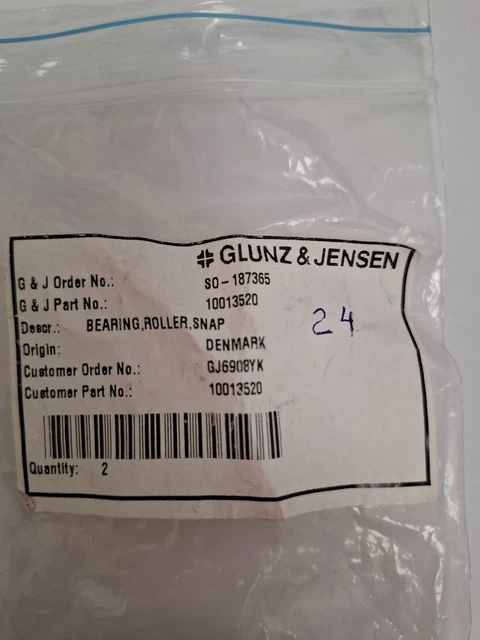 GLUNZ & JENSEN
G & J Order No.: SO-187365
G & J Part No.: 10013520
Descr.: BEARING,ROLLER,SNAP
24
Origin: DENMARK
Customer Order No.: GJ6908YK
Customer Part No.: 10013520
Quantity: 2